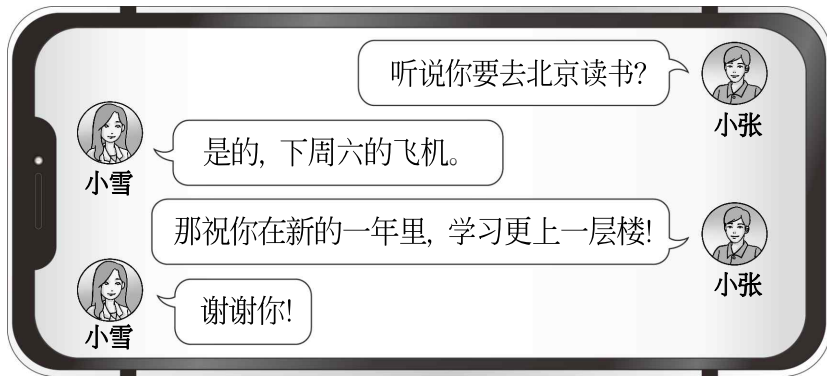 听说你要去北京读书?
小张
是的, 下周六的飞机。
小雪
那祝你在新的一年里, 学习更上一层楼!
小张
谢谢你!
小雪